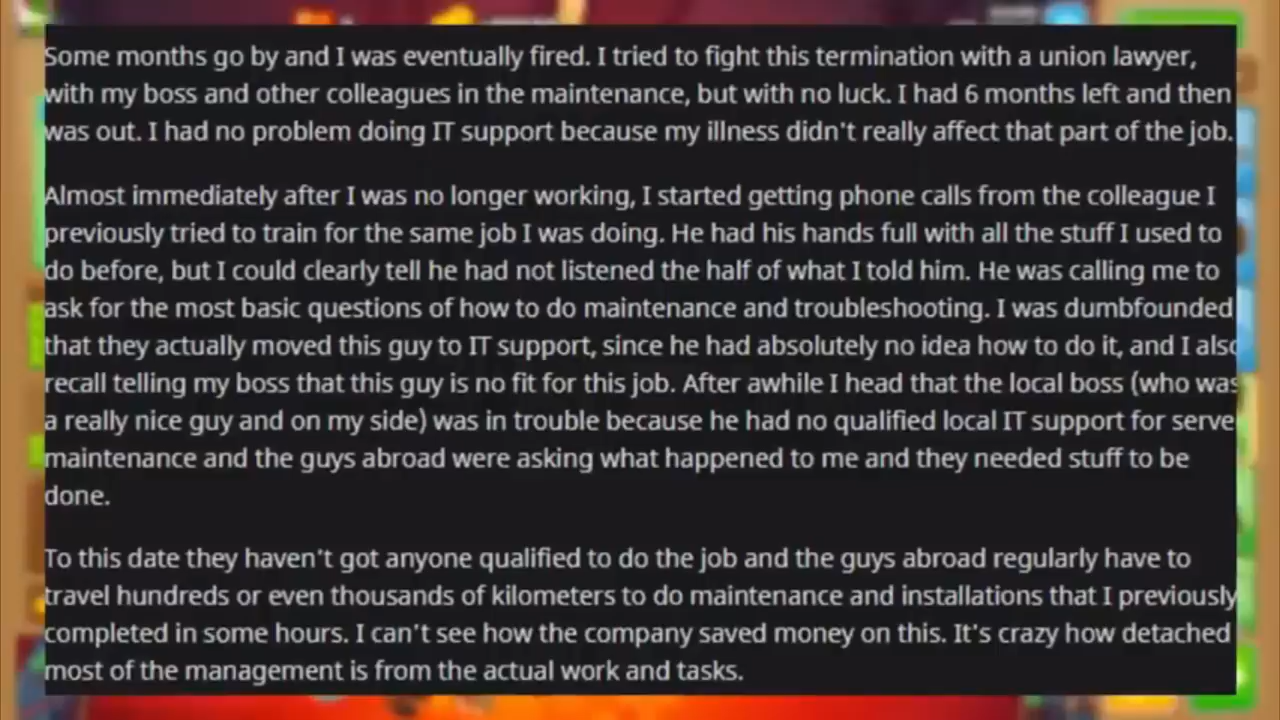 Some months go by and I was eventually fired. I tried to fight this termination with a union lawyer,
with my boss and other colleagues in the maintenance, but with no luck. I had 6 months left and then
was out. I had no problem doing IT support because my illness didn't really affect that part of the job.
Almost immediately after I was no longer working, I started getting phone calls from the colleague I
previously tried to train for the same job I was doing. He had his hands full with all the stuff I used to
do before, but I could clearly tell he had not listened the half of what I told him. He was calling me to
ask for the most basic questions of how to do maintenance and troubleshooting. I was dumbfounded
that they actually moved this guy to IT support, since he had absolutely no idea how to do it, and I also
recall telling my boss that this guy is no fit for this job. After awhile I head that the local boss (who was
a really nice guy and on my side) was in trouble because he had no qualified local IT support for serve
maintenance and the guys abroad were asking what happened to me and they needed stuff to be
done.
To this date they haven't got anyone qualified to do the job and the guys abroad regularly have to
travel hundreds or even thousands of kilometers to do maintenance and installations that I previously
completed in some hours. I can't see how the company saved money on this. It's crazy how detached
most of the management is from the actual work and tasks.